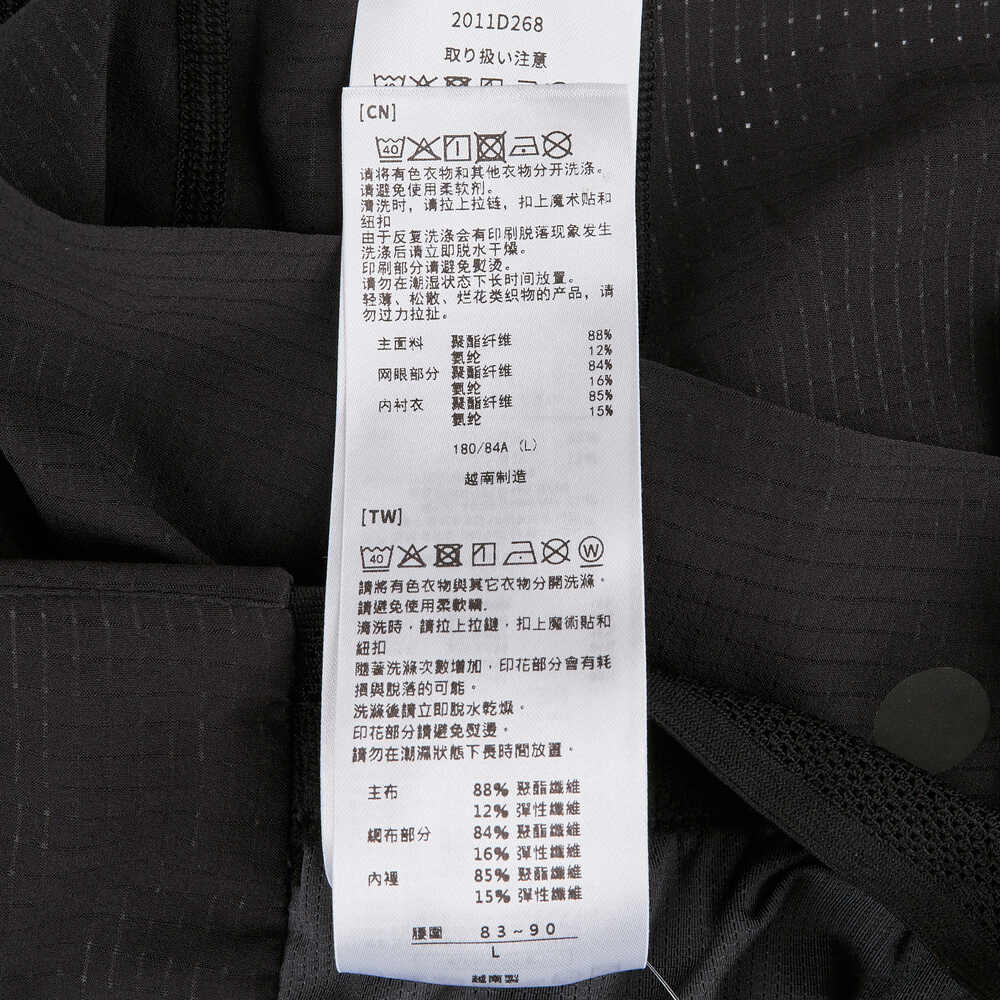 2011D268
取り扱い注意
[CN]
40
请将有色衣物和其他衣物分开洗涤。
请避免使用柔软剂。
清洗时，请拉上拉链，扣上魔术贴和
纽扣
由于反复洗涤会有印刷脱落现象发生
洗涤后请立即脱水干燥。
印刷部分请避免熨烫。
请勿在潮湿状态下长时间放置。
轻薄、松散、烂花类织物的产品，请
勿过力拉扯。
主面料 聚酯纤维 88%
氨纶 12%
网眼部分 聚酯纤维 84%
氨纶 16%
内衬衣 聚酯纤维 85%
氨纶 15%
180/84A (L)
越南制造
[TW]
40 W
請將有色衣物與其它衣物分開洗滌。
請避免使用柔軟精.
清洗時，請拉上拉鏈，扣上魔術貼和
紐扣
隨著洗滌次數增加，印花部分會有耗
損與脫落的可能。
洗滌後請立即脫水乾燥。
印花部分請避免熨燙。
請勿在潮濕狀態下長時間放置。
主布 88% 聚酯纖維
12% 彈性纖維
網布部分 84% 聚酯纖維
16% 彈性纖維
內裡 85% 聚酯纖維
15% 彈性纖維
腰圍 83~90
L
越南製